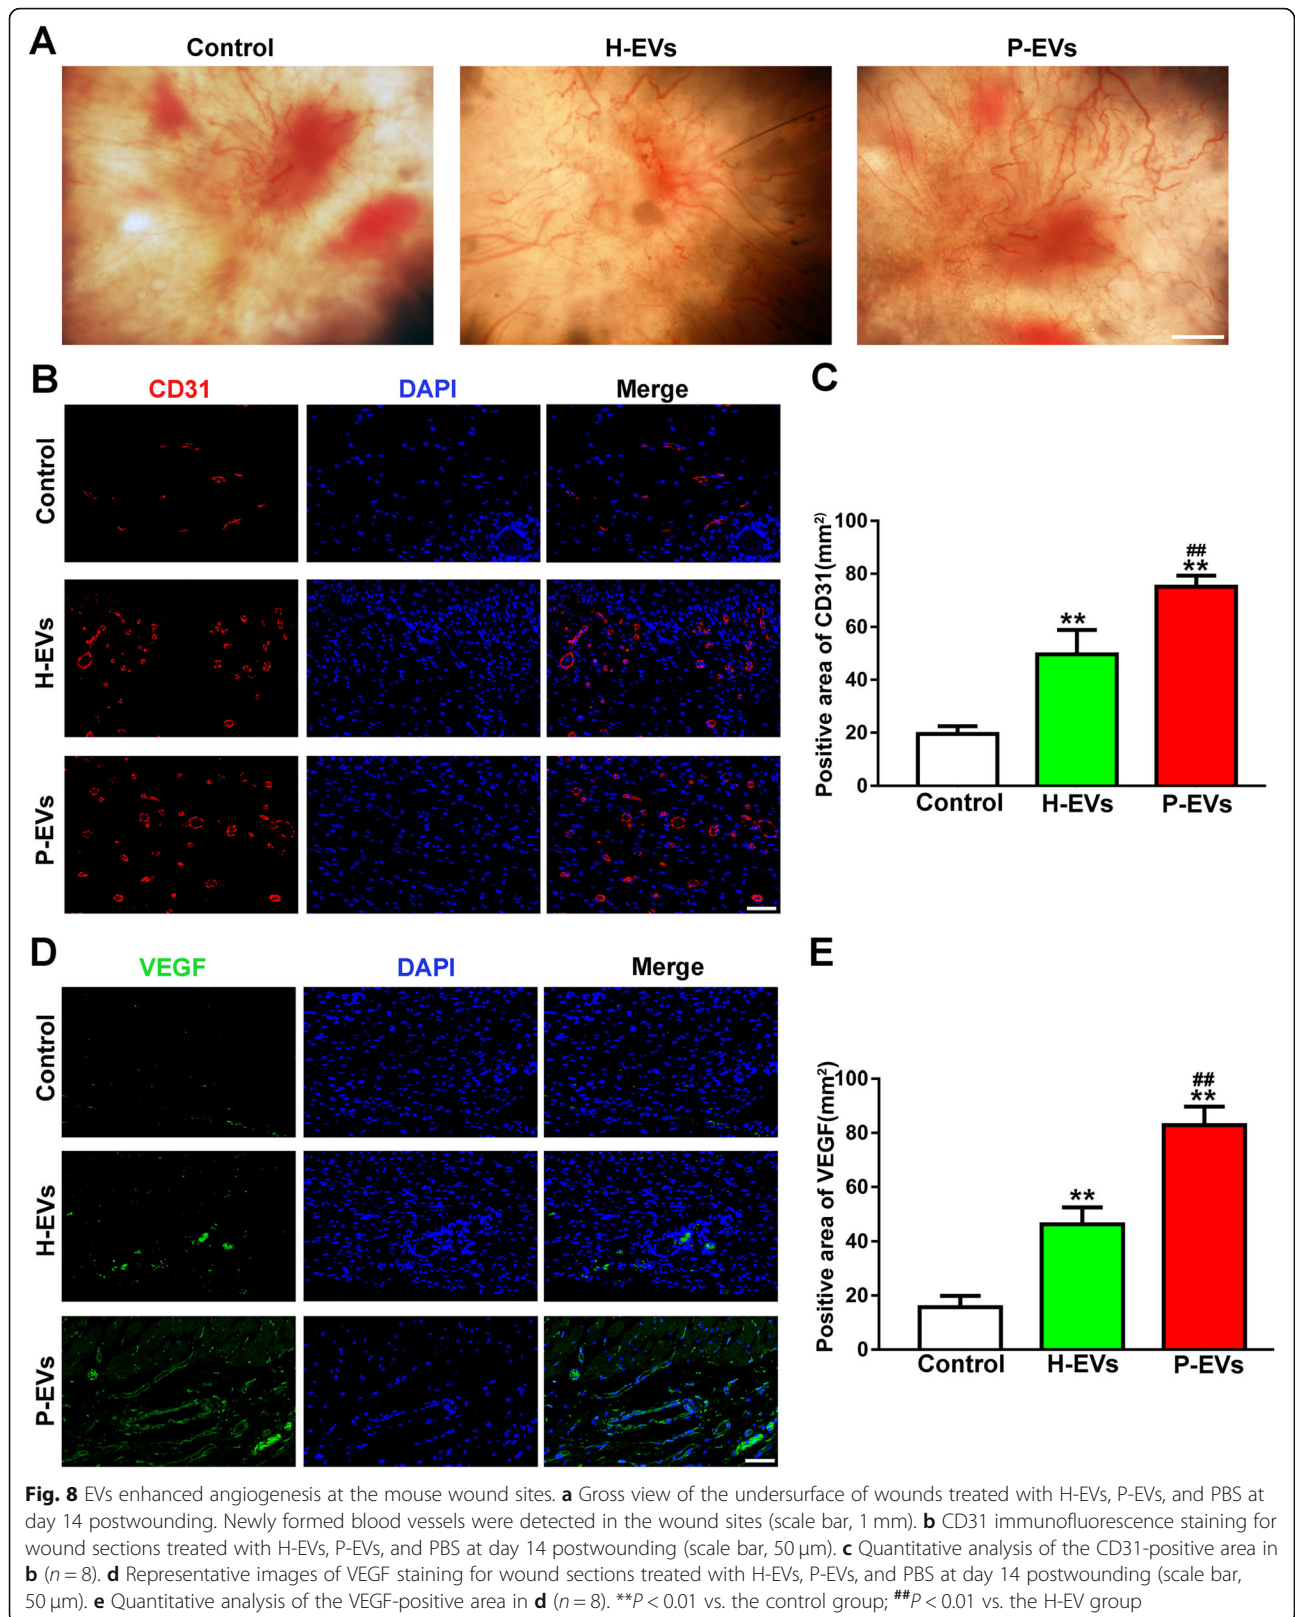 A
Control
H-EVs
P-EVs
B
CD31
DAPI
Merge
Control
H-EVs
P-EVs
C
Positive area of CD31(mm²)
100
80
60
40
20
0
**
##
**
Control
H-EVs
P-EVs
D
VEGF
DAPI
Merge
Control
H-EVs
P-EVs
E
Positive area of VEGF(mm²)
100
80
60
40
20
0
**
##
**
Control
H-EVs
P-EVs
Fig. 8 EVs enhanced angiogenesis at the mouse wound sites. a Gross view of the undersurface of wounds treated with H-EVs, P-EVs, and PBS at
day 14 postwounding. Newly formed blood vessels were detected in the wound sites (scale bar, 1 mm). b CD31 immunofluorescence staining for
wound sections treated with H-EVs, P-EVs, and PBS at day 14 postwounding (scale bar, 50 μm). c Quantitative analysis of the CD31-positive area in
b (n = 8). d Representative images of VEGF staining for wound sections treated with H-EVs, P-EVs, and PBS at day 14 postwounding (scale bar,
50 μm). e Quantitative analysis of the VEGF-positive area in d (n = 8). **P < 0.01 vs. the control group; ##P < 0.01 vs. the H-EV group